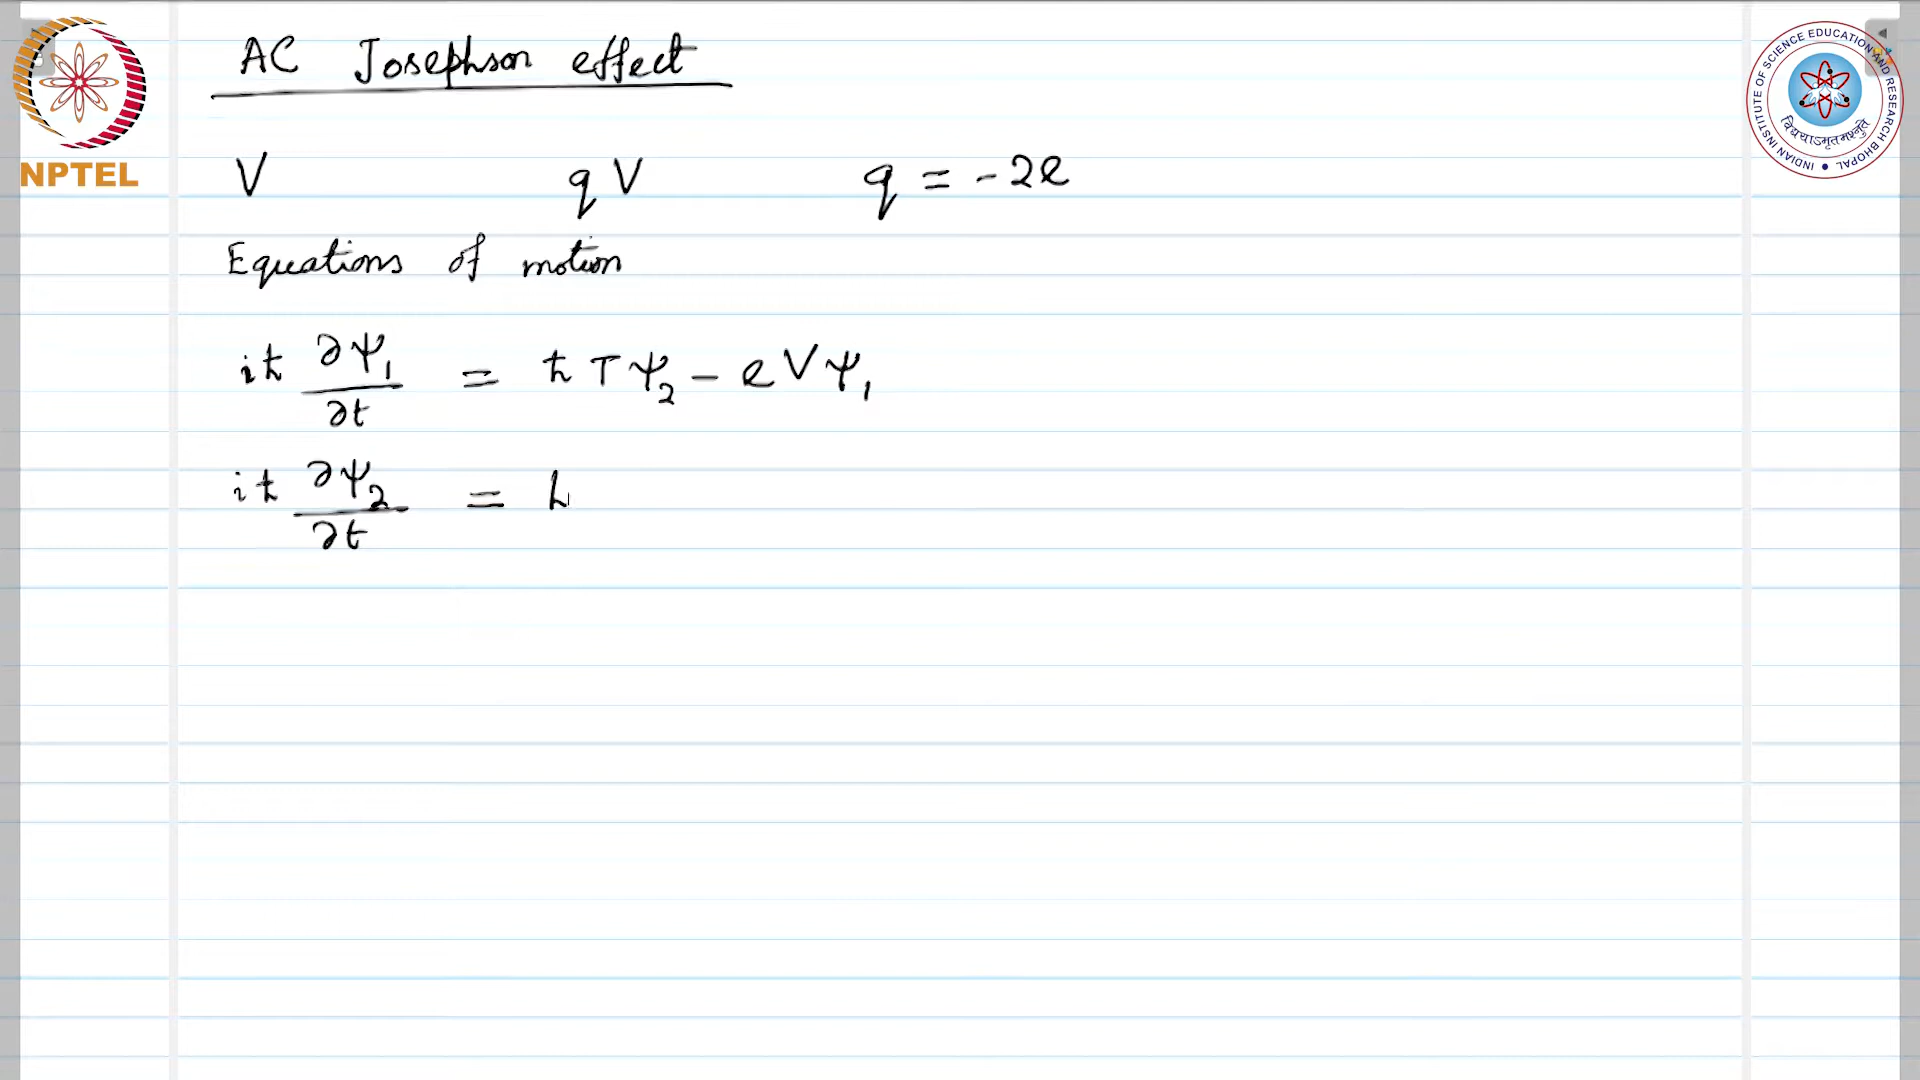 AC Josephson effect
V qV q = -2e
Equations of motion
iħ ∂ψ₁/∂t = ħTψ₂ - eVψ₁
iħ ∂ψ₂/∂t = h
NPTEL
INDIAN INSTITUTE OF SCIENCE EDUCATION AND RESEARCH BHOPAL
विद्ययाऽमृतमश्नुते